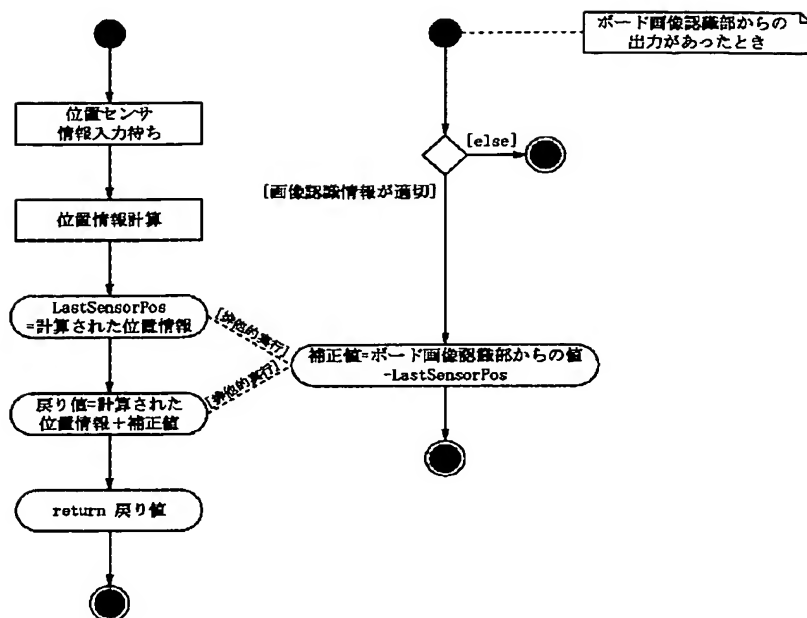 位置センサ
情報入力待ち
位置情報計算
LastSensorPos
=計算された位置情報
戻り値=計算された
位置情報+補正値
return 戻り値
[排他的実行]
[排他的実行]
ボード画像認識部からの
出力があったとき
[else]
[画像認識情報が適切]
補正値=ボード画像認識部からの値
-LastSensorPos